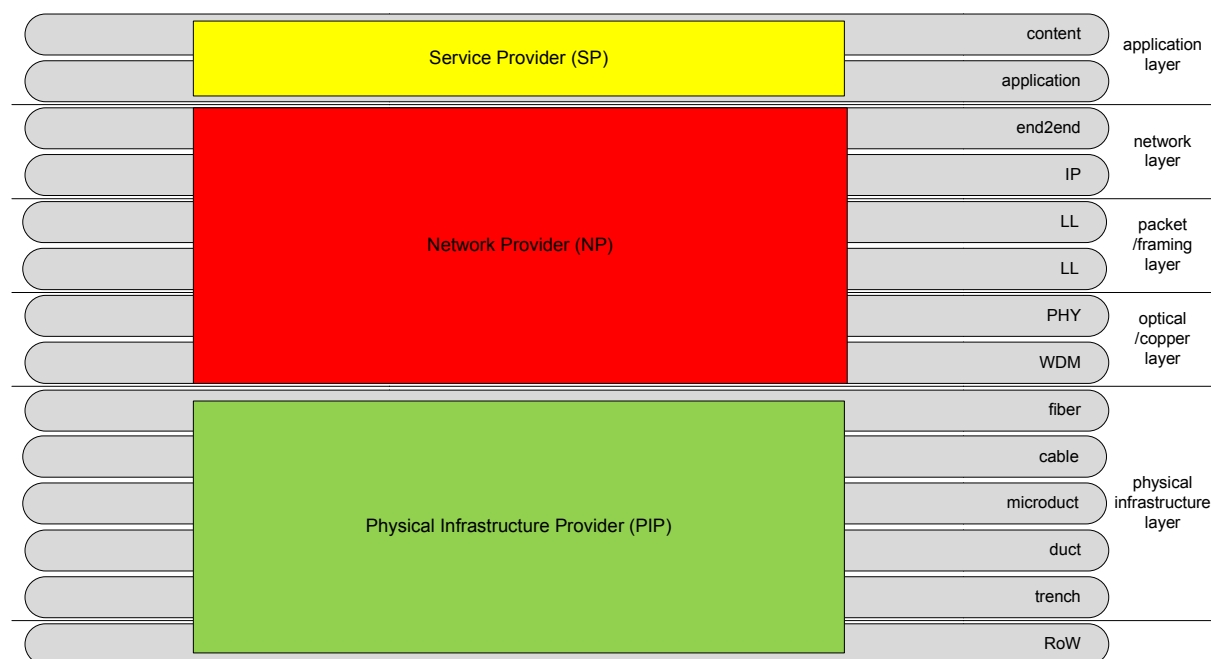 content
Service Provider (SP)
application
application
layer
end2end
IP
network
layer
LL
Network Provider (NP)
LL
packet
/framing
layer
PHY
WDM
optical
/copper
layer
fiber
cable
microduct
Physical Infrastructure Provider (PIP)
duct
trench
physical
infrastructure
layer
RoW